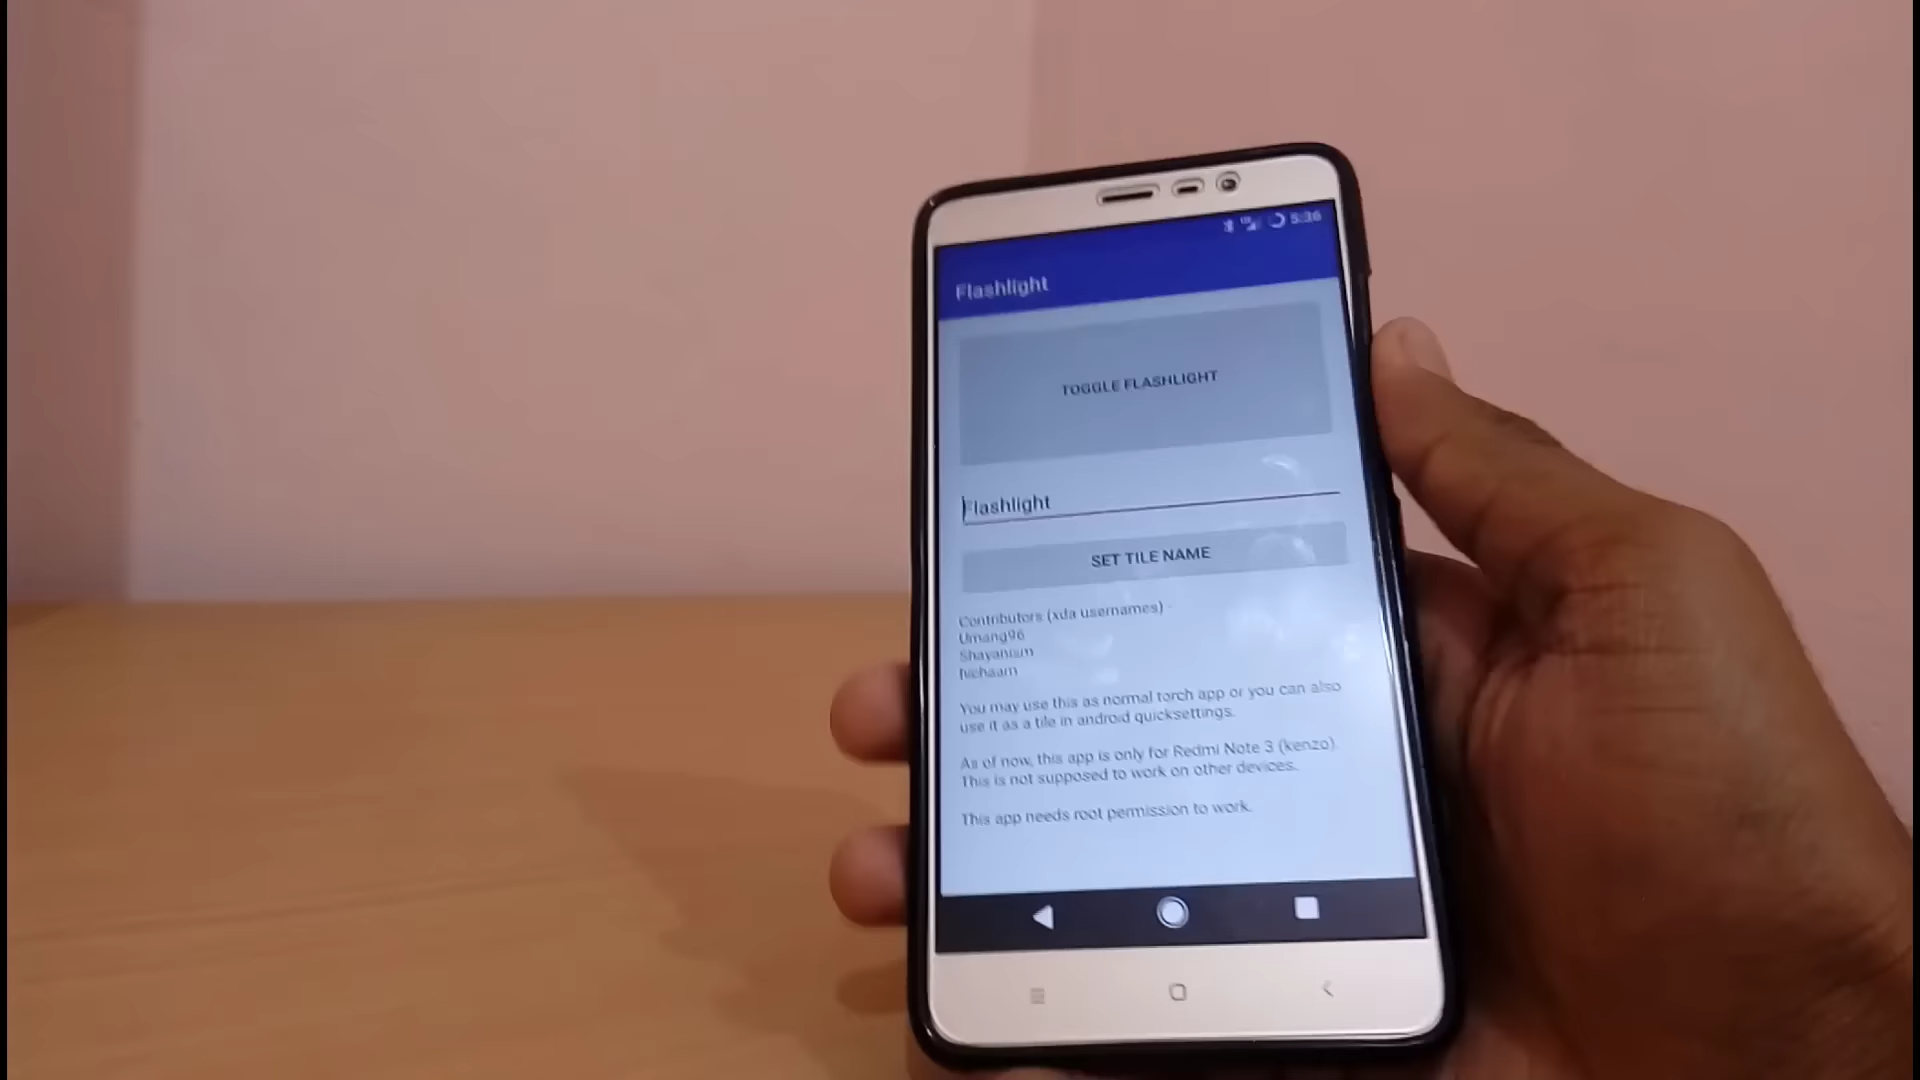 5:36
Flashlight
TOGGLE FLASHLIGHT
Flashlight
SET TILE NAME
Contributors (xda usernames) -
Umang96
Shayanism
hichaam
You may use this as normal torch app or you can also
use it as a tile in android quicksettings.
As of now, this app is only for Redmi Note 3 (kenzo).
This is not supposed to work on other devices.
This app needs root permission to work.